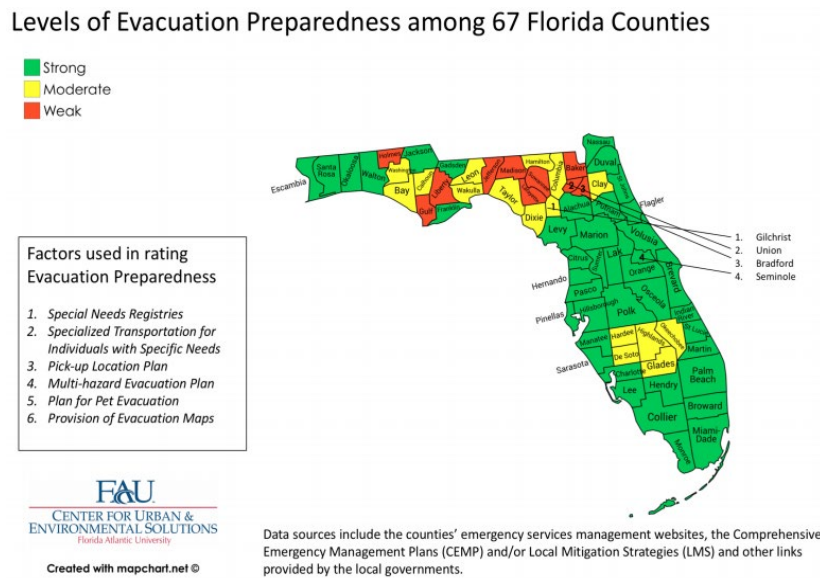 Levels of Evacuation Preparedness among 67 Florida Counties
Strong
Moderate
Weak
Escambia
Santa
Rosa
Okaloosa
Walton
Holmes
Jackson
Bay
Calhoun
Gulf
Liberty
Gadsden
Franklin
Leon
Wakulla
Jefferson
Madison
Taylor
Hamilton
Dixie
Columbia
Baker
Nassau
Duval
Clay
Flagler
Alachua
Levy
Marion
Volusia
Citrus
Lak
Orange
Brevard
Hernando
Pasco
Pinellas
Hillsborough
Polk
Osceola
Indian
River
St Lucie
Manatee
Hardee
Highlands
Okeechobee
Sarasota
De Soto
Glades
Martin
Charlotte
Lee
Hendry
Palm
Beach
Collier
Broward
Monroe
Miami-
Dade
1
2
3
4
1. Gilchrist
2. Union
3. Bradford
4. Seminole
Factors used in rating
Evacuation Preparedness
1. Special Needs Registries
2. Specialized Transportation for
Individuals with Specific Needs
3. Pick-up Location Plan
4. Multi-hazard Evacuation Plan
5. Plan for Pet Evacuation
6. Provision of Evacuation Maps
FAU
CENTER FOR URBAN &
ENVIRONMENTAL SOLUTIONS
Florida Atlantic University
Created with mapchart.net ©
Data sources include the counties' emergency services management websites, the Comprehensive
Emergency Management Plans (CEMP) and/or Local Mitigation Strategies (LMS) and other links
provided by the local governments.